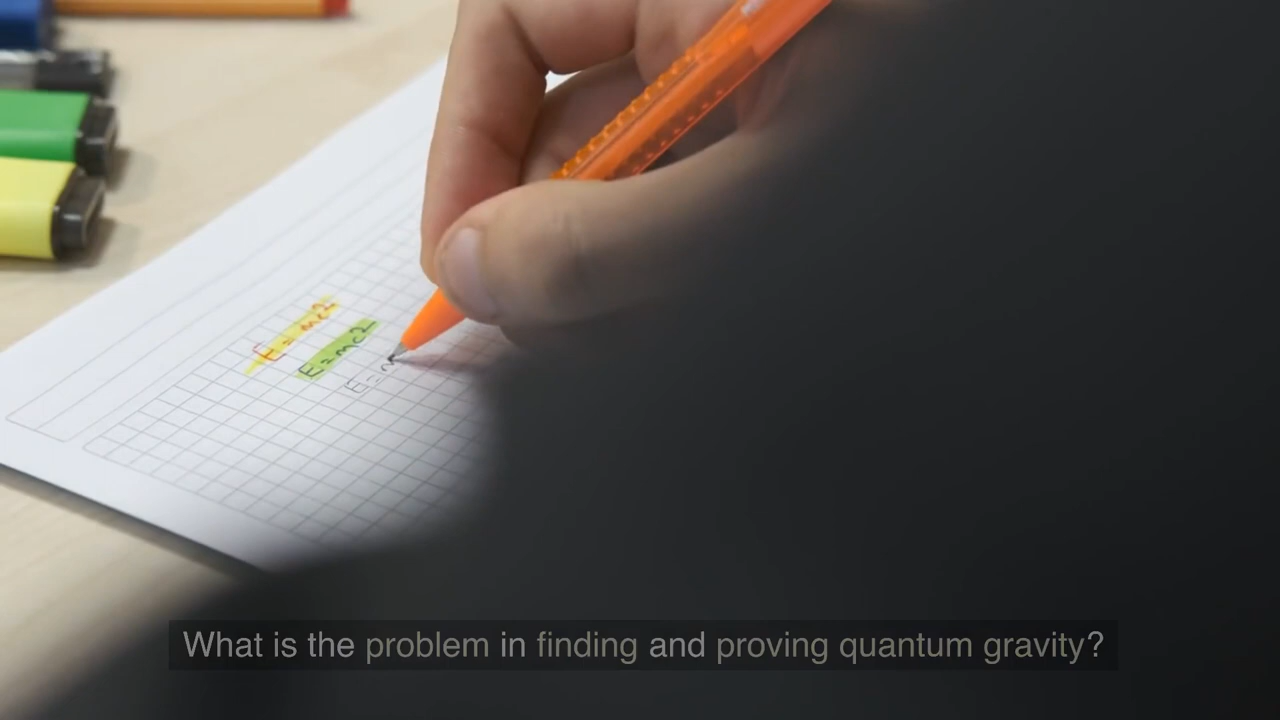 E = mc2
E = mc2
E = m
What is the problem in finding and proving quantum gravity?